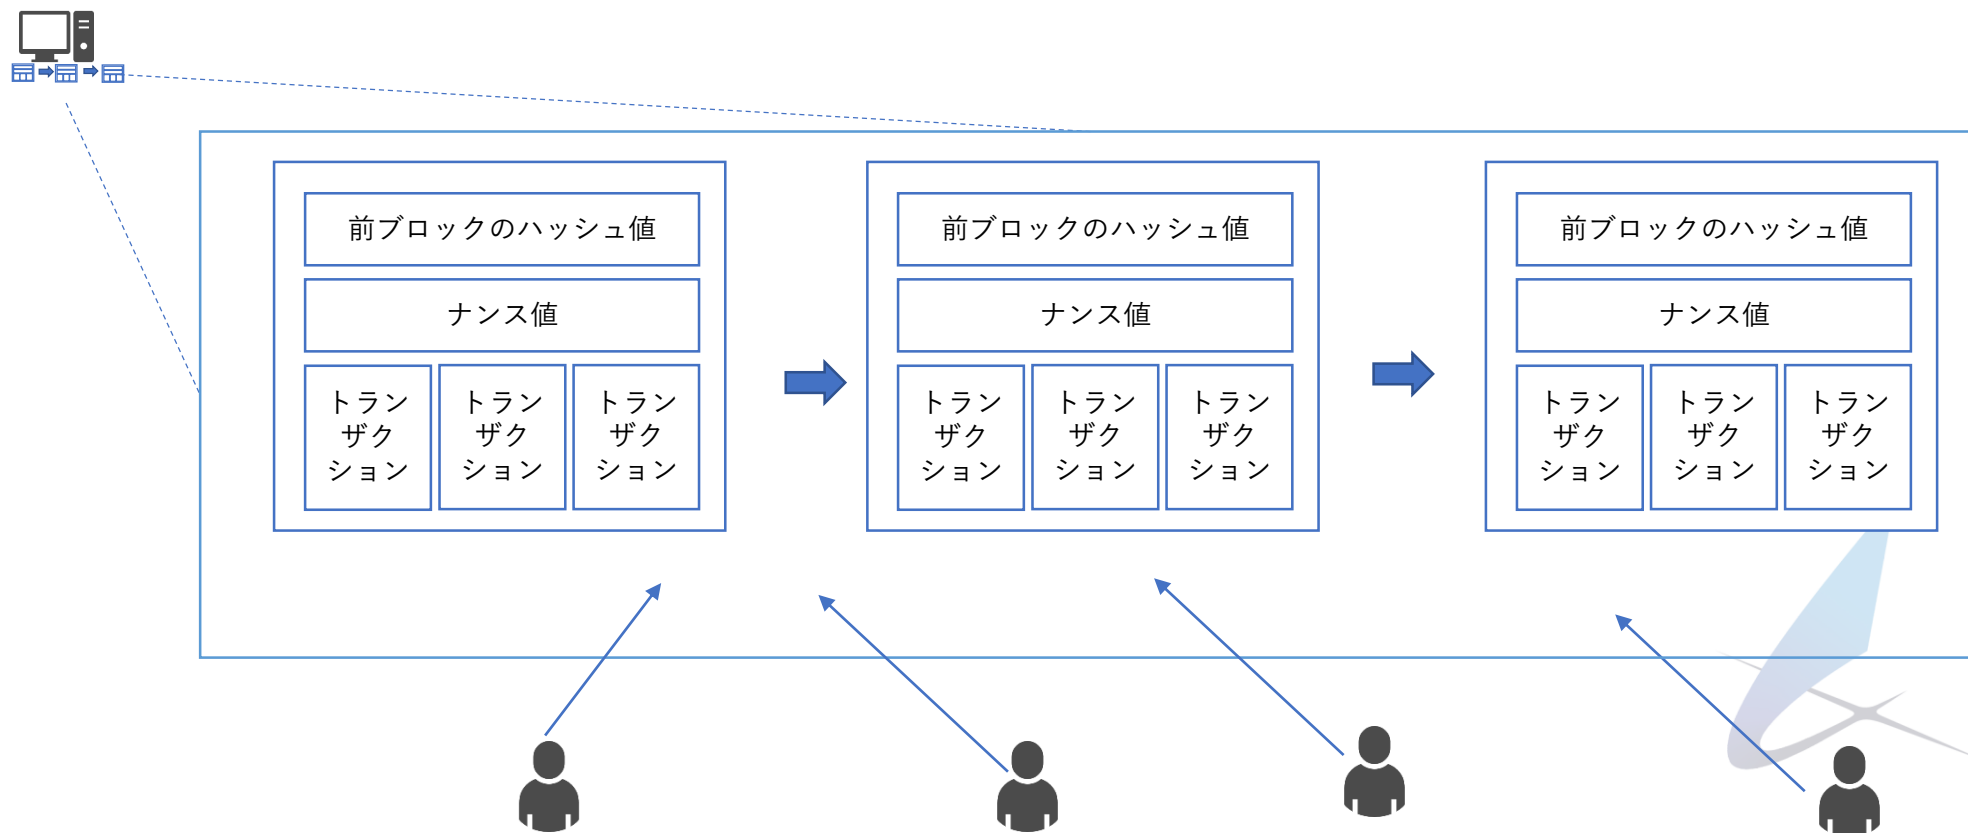 前ブロックのハッシュ値
ナンス値
トラン
ザク
ション
トラン
ザク
ション
トラン
ザク
ション
前ブロックのハッシュ値
ナンス値
トラン
ザク
ション
トラン
ザク
ション
トラン
ザク
ション
前ブロックのハッシュ値
ナンス値
トラン
ザク
ション
トラン
ザク
ション
トラン
ザク
ション